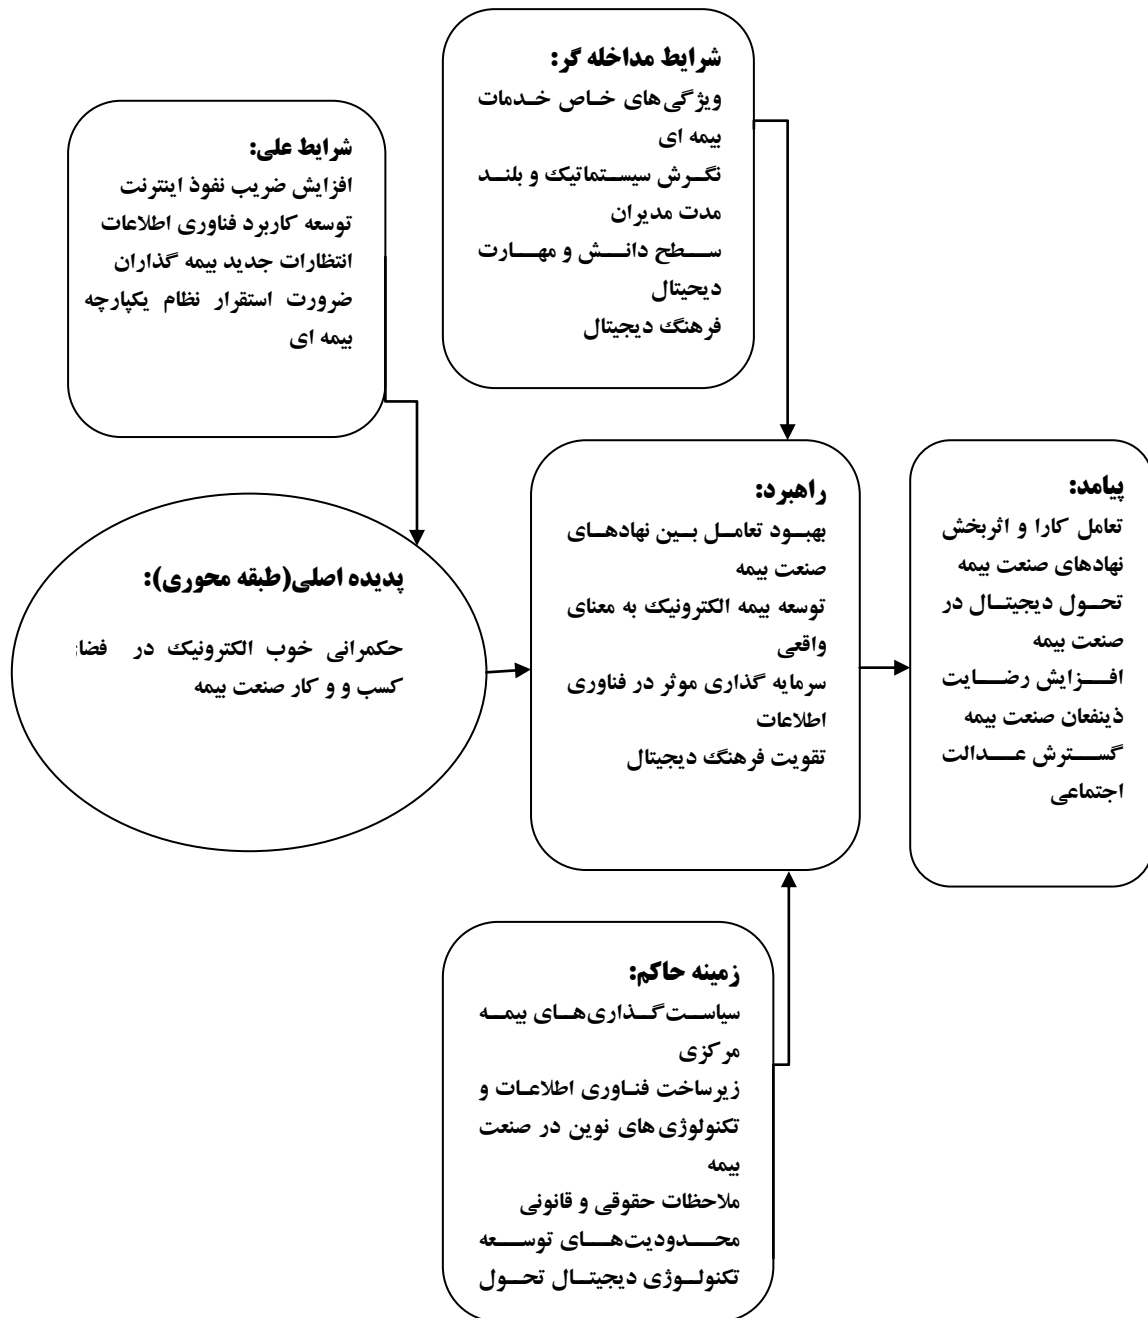 شرایط مداخله گر:
ویژگی‌های خاص خدمات
بیمه ای
نگرش سیستماتیک و بلند
مدت مدیران
سطح دانش و مهارت
دیحیتال
فرهنگ دیجیتال
شرایط علی:
افزایش ضریب نفوذ اینترنت
توسعه کاربرد فناوری اطلاعات
انتظارات جدید بیمه گذاران
ضرورت استقرار نظام یکپارچه
بیمه ای
پدیده اصلی(طبقه محوری):
حکمرانی خوب الکترونیک در
کسب و و کار صنعت بیمه
راهبرد:
بهبود تعامل بین نهادهای
صنعت بیمه
توسعه بیمه الکترونیک به معنای
واقعی
سرمایه گذاری موثر در فناوری
اطلاعات
تقویت فرهنگ دیجیتال
پیامد:
تعامل کارا و اثربخش
نهادهای صنعت بیمه
تحول دیجیتال در
صنعت بیمه
افزایش رضایت
ذینفعان صنعت بیمه
گسترش عدالت
اجتماعی
زمینه حاکم:
سیاست‌گذاری‌های بیمه
مرکزی
زیرساخت فناوری اطلاعات و
تکنولوژی‌های نوین در صنعت
بیمه
ملاحظات حقوقی و قانونی
محدودیت‌های توسعه
تکنولوژی دیجیتال تحول